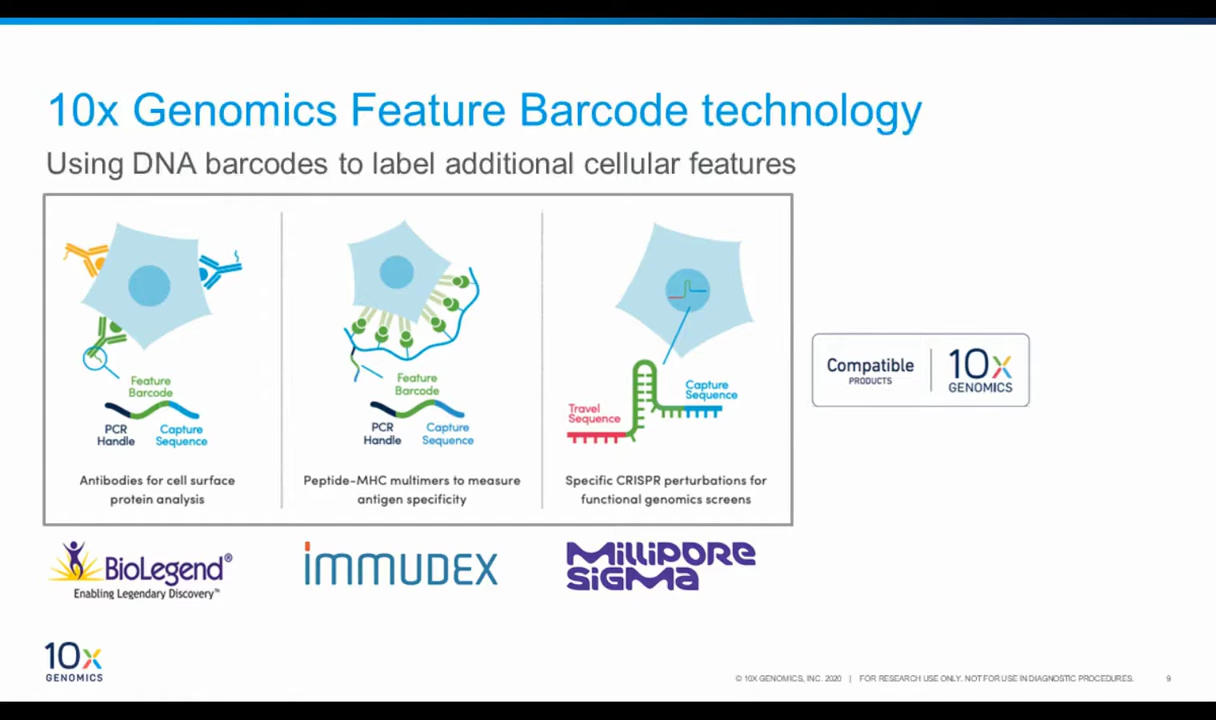 10x Genomics Feature Barcode technology
Using DNA barcodes to label additional cellular features
Feature
Barcode
PCR
Handle
Capture
Sequence
Antibodies for cell surface
protein analysis
Feature
Barcode
PCR
Handle
Capture
Sequence
Peptide-MHC multimers to measure
antigen specificity
Travel
Sequence
Capture
Sequence
Specific CRISPR perturbations for
functional genomics screens
Compatible
PRODUCTS
10x
GENOMICS
BioLegend®
Enabling Legendary Discovery™
immUDEX
Millipore
Sigma
10x
GENOMICS
© 10X GENOMICS, INC. 2020 | FOR RESEARCH USE ONLY. NOT FOR USE IN DIAGNOSTIC PROCEDURES.
9